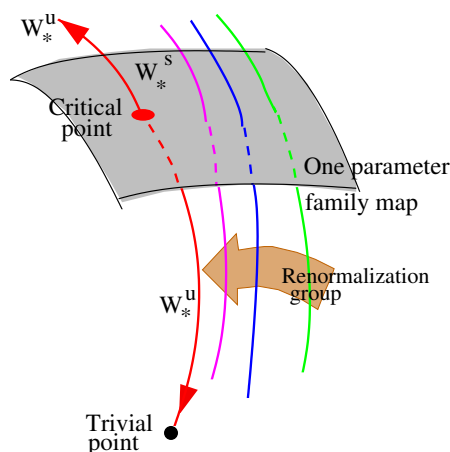 W*^u
W*^s
Critical
point
One parameter
family map
Renormalization
group
W*^u
Trivial
point